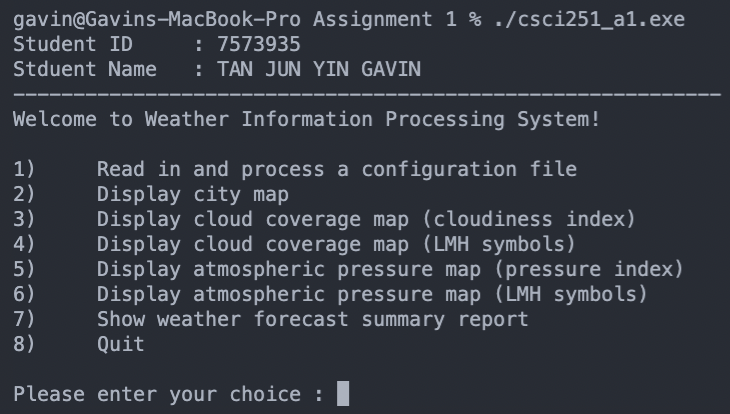 gavin@Gavins-MacBook-Pro Assignment 1 % ./csci251_a1.exe
Student ID     : 7573935
Stduent Name   : TAN JUN YIN GAVIN
-----------------------------------------------------------
Welcome to Weather Information Processing System!
1)     Read in and process a configuration file
2)     Display city map
3)     Display cloud coverage map (cloudiness index)
4)     Display cloud coverage map (LMH symbols)
5)     Display atmospheric pressure map (pressure index)
6)     Display atmospheric pressure map (LMH symbols)
7)     Show weather forecast summary report
8)     Quit
Please enter your choice :